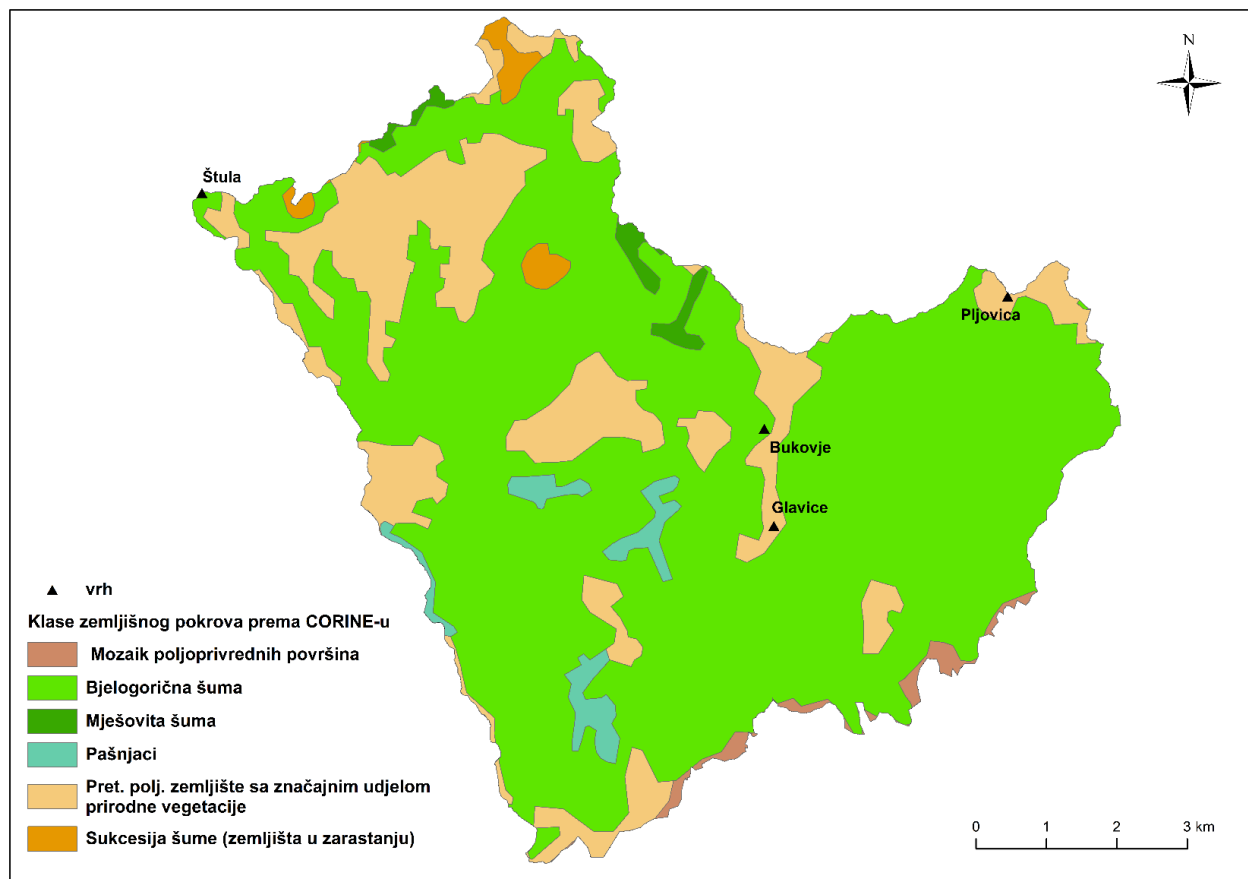 N
Štula
Pljovica
Bukovje
Glavice
vrh
Klase zemljišnog pokrova prema CORINE-u
Mozaik poljoprivrednih površina
Bjelogorična šuma
Mješovita šuma
Pašnjaci
Pret. polj. zemljište sa značajnim udjelom
prirodne vegetacije
Sukcesija šume (zemljišta u zarastanju)
0 1 2 3 km